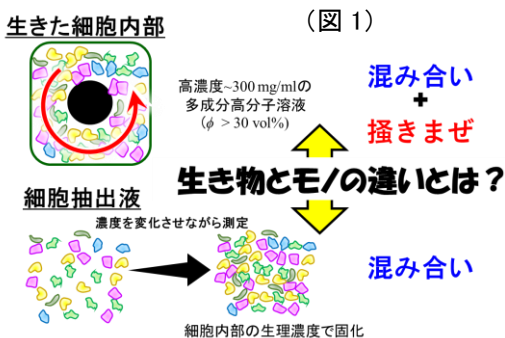 （図 1）
生きた細胞内部
高濃度~300 mg/mlの
多成分高分子溶液
（ϕ > 30 vol%）
混み合い
+
掻きまぜ
生き物とモノの違いとは？
細胞抽出液
濃度を変化させながら測定
混み合い
細胞内部の生理濃度で固化